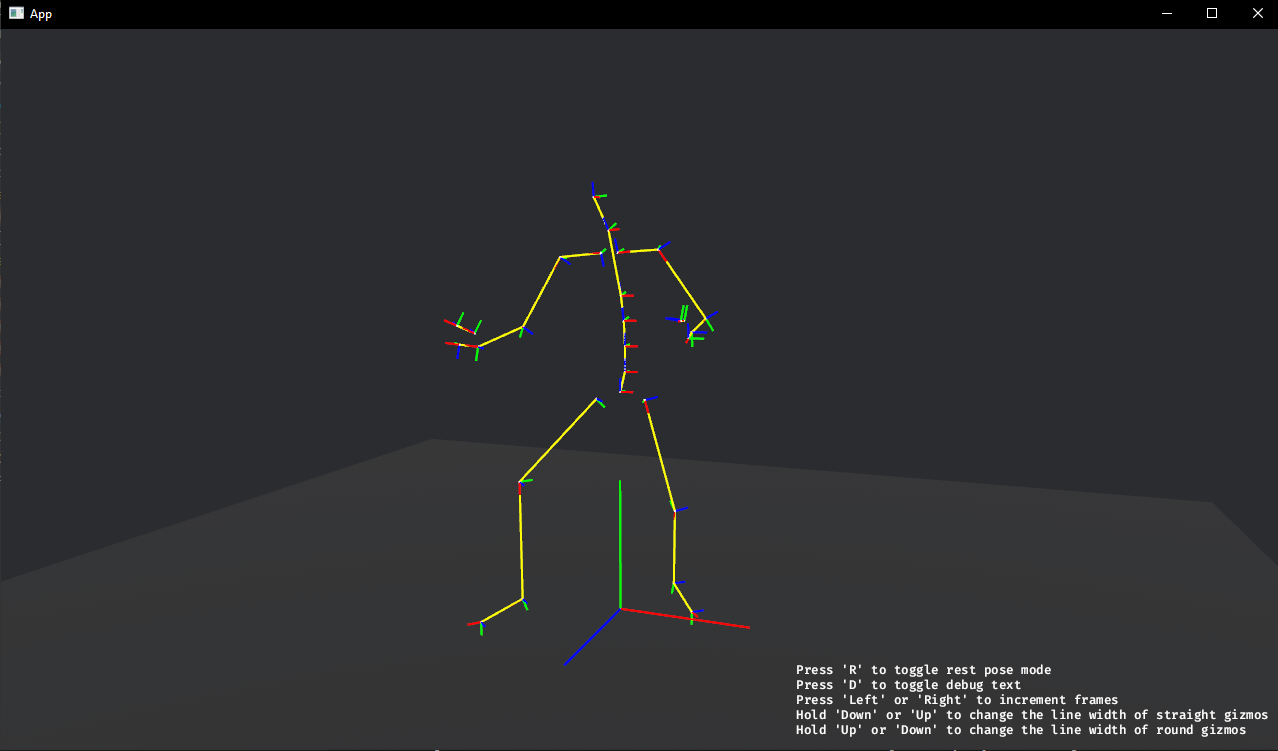 App
Press 'R' to toggle rest pose mode
Press 'D' to toggle debug text
Press 'Left' or 'Right' to increment frames
Hold 'Down' or 'Up' to change the line width of straight gizmos
Hold 'Up' or 'Down' to change the line width of round gizmos